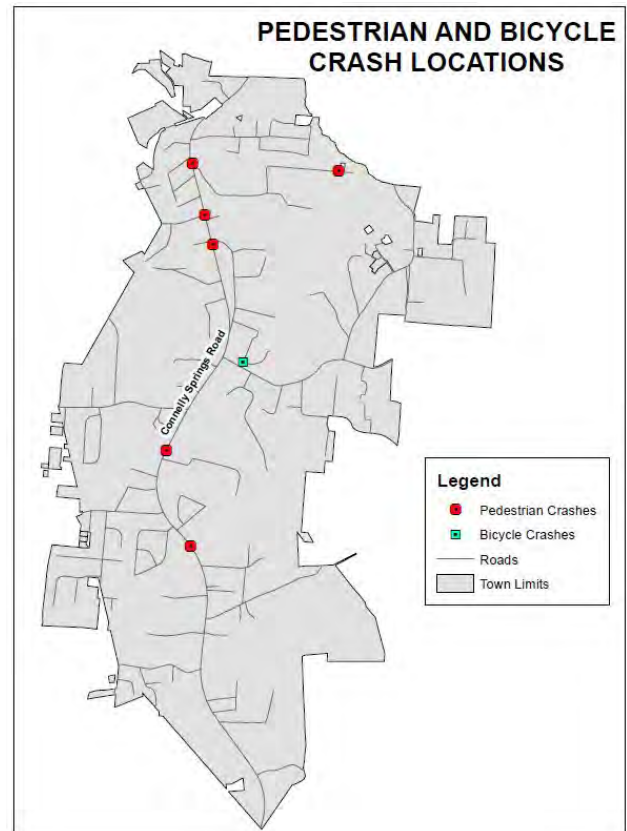 PEDESTRIAN AND BICYCLE
CRASH LOCATIONS
Connelly Springs Road
Legend
Pedestrian Crashes
Bicycle Crashes
Roads
Town Limits